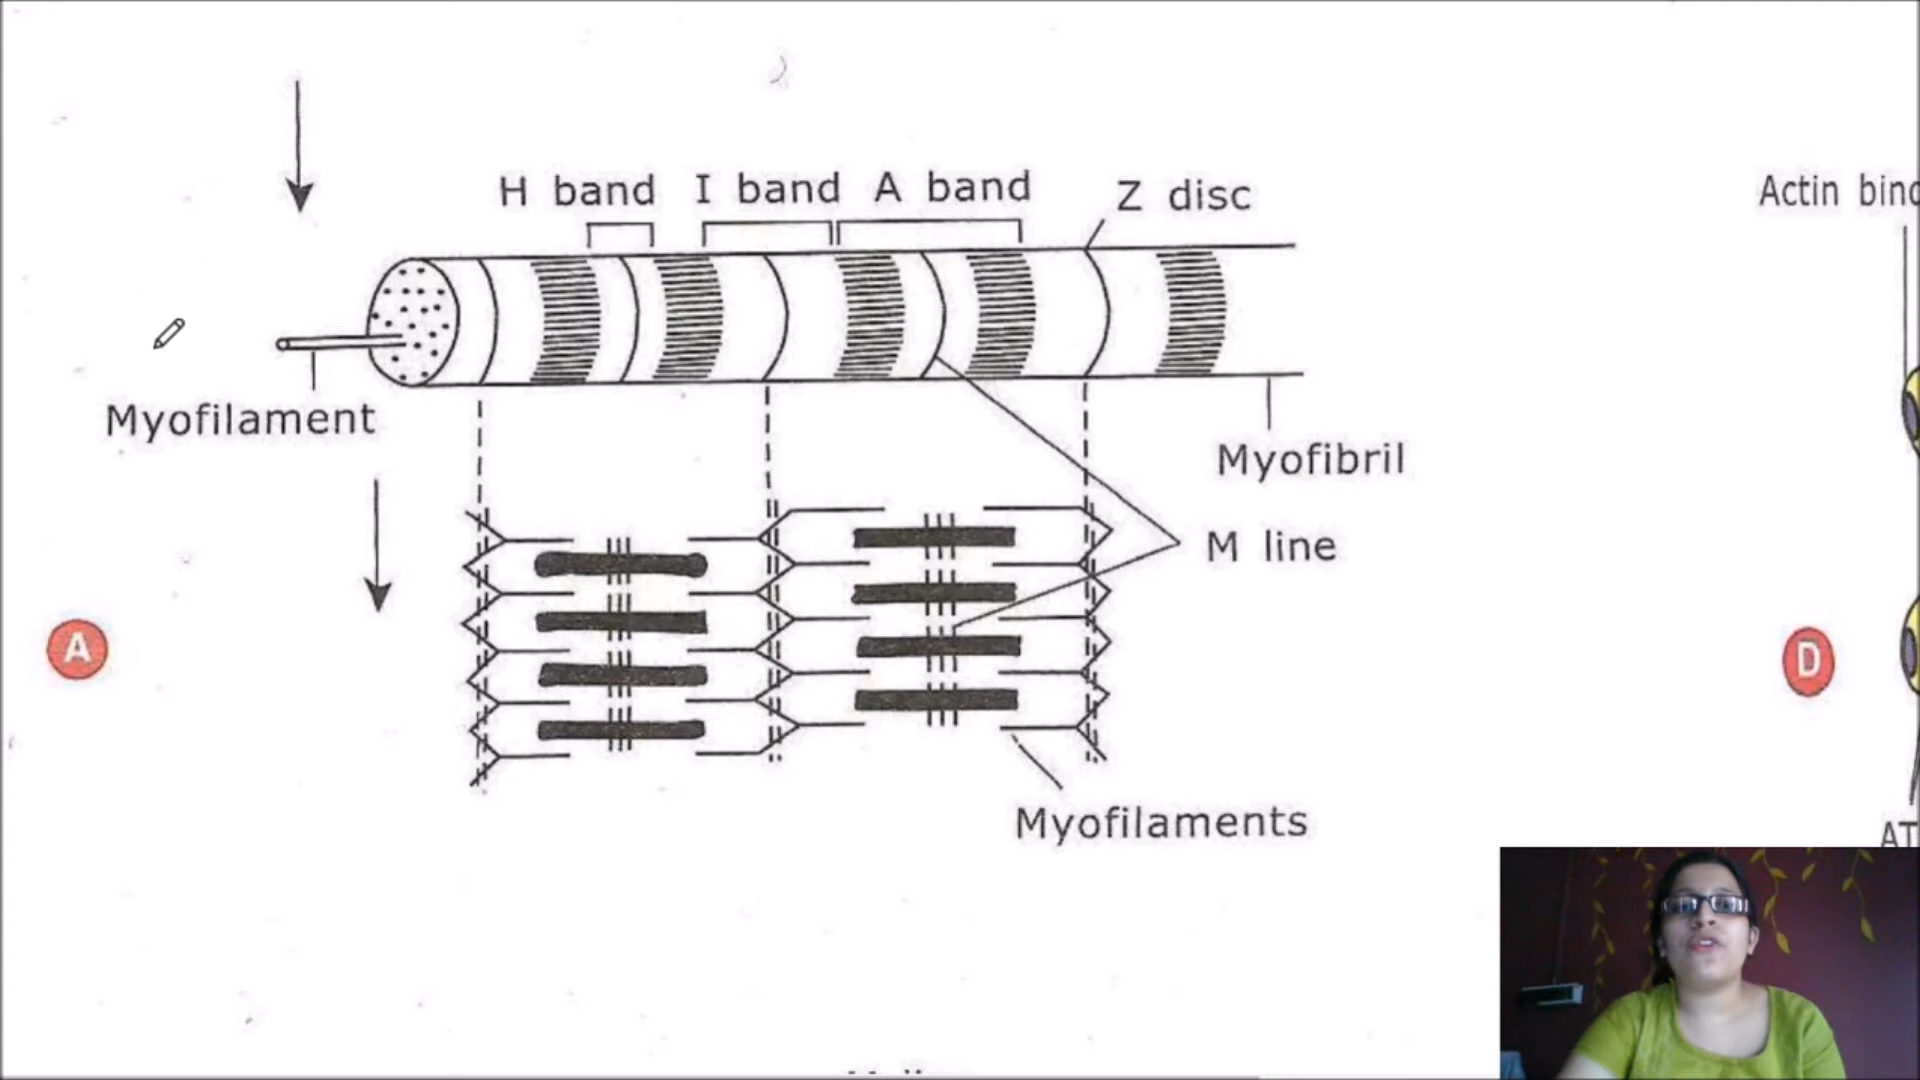 H band I band A band Z disc
Actin bind
Myofilament
Myofibril
M line
A
D
Myofilaments
AT